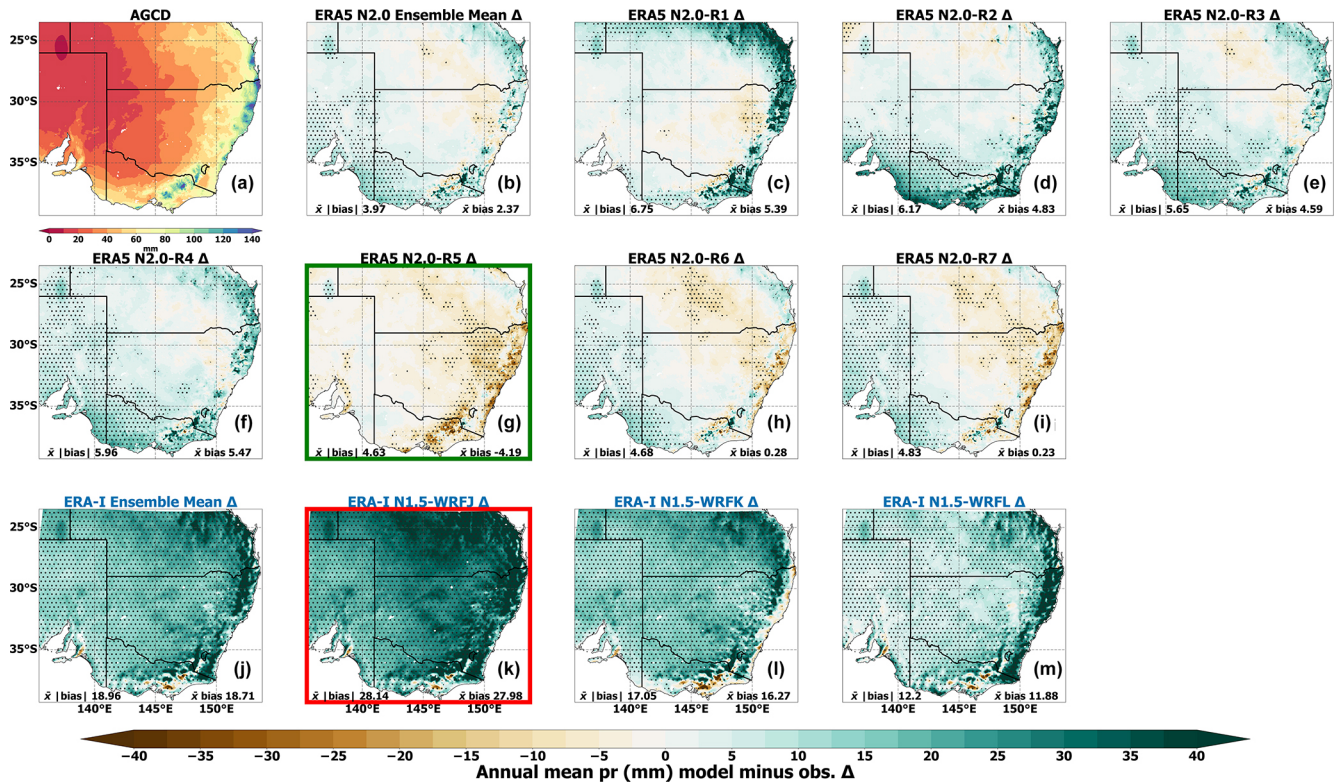 AGCD
ERA5 N2.0 Ensemble Mean Δ
ERA5 N2.0-R1 Δ
ERA5 N2.0-R2 Δ
ERA5 N2.0-R3 Δ
25°S
30°S
35°S
(a)
(b)
(c)
(d)
(e)
x̄ |bias| 3.97 x̄ bias 2.37
x̄ |bias| 6.75 x̄ bias 5.39
x̄ |bias| 6.17 x̄ bias 4.83
x̄ |bias| 5.65 x̄ bias 4.59
0 20 40 60 80 100 120 140
mm
ERA5 N2.0-R4 Δ
ERA5 N2.0-R5 Δ
ERA5 N2.0-R6 Δ
ERA5 N2.0-R7 Δ
25°S
30°S
35°S
(f)
(g)
(h)
(i)
x̄ |bias| 5.96 x̄ bias 5.47
x̄ |bias| 4.63 x̄ bias -4.19
x̄ |bias| 4.68 x̄ bias 0.28
x̄ |bias| 4.83 x̄ bias 0.23
ERA-I Ensemble Mean Δ
ERA-I N1.5-WRFJ Δ
ERA-I N1.5-WRFK Δ
ERA-I N1.5-WRFL Δ
25°S
30°S
35°S
(j)
(k)
(l)
(m)
x̄ |bias| 18.96 x̄ bias 18.71
x̄ |bias| 28.14 x̄ bias 27.98
x̄ |bias| 17.05 x̄ bias 16.27
x̄ |bias| 12.2 x̄ bias 11.88
140°E 145°E 150°E
140°E 145°E 150°E
140°E 145°E 150°E
140°E 145°E 150°E
−40 −35 −30 −25 −20 −15 −10 −5 0 5 10 15 20 25 30 35 40
Annual mean pr (mm) model minus obs. Δ